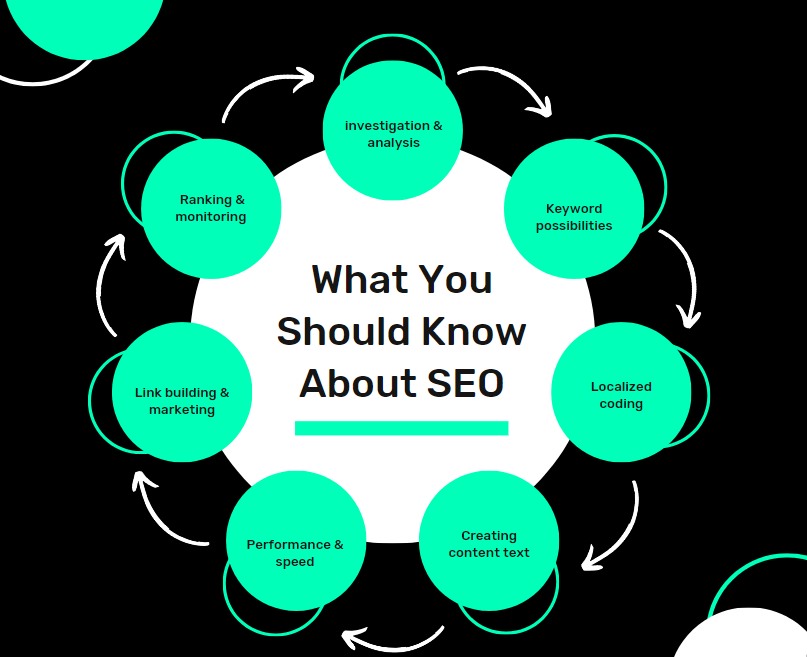 investigation &
analysis
Keyword
possibilities
Localized
coding
Creating
content text
Performance &
speed
Link building &
marketing
Ranking &
monitoring
What You
Should Know
About SEO